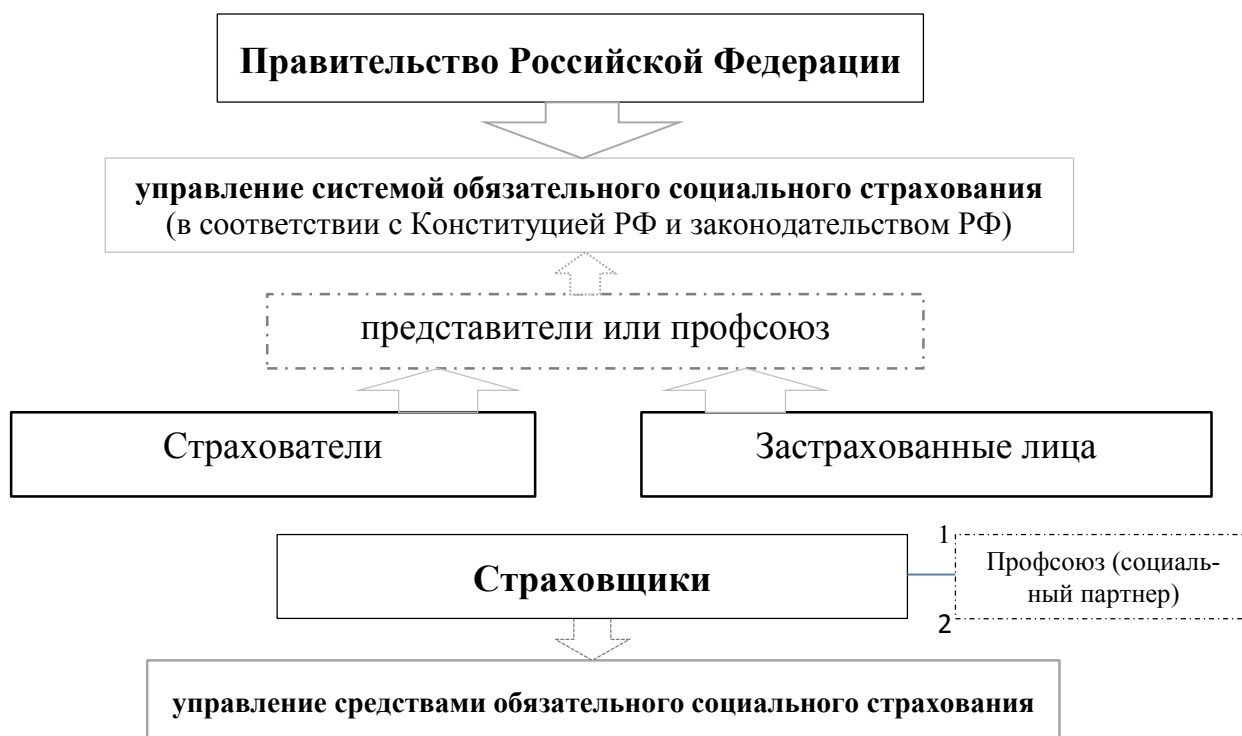 Правительство Российской Федерации
управление системой обязательного социального страхования
(в соответствии с Конституцией РФ и законодательством РФ)
представители или профсоюз
Страхователи
Застрахованные лица
Страховщики
1
Профсоюз (социаль-
ный партнер)
2
управление средствами обязательного социального страхования